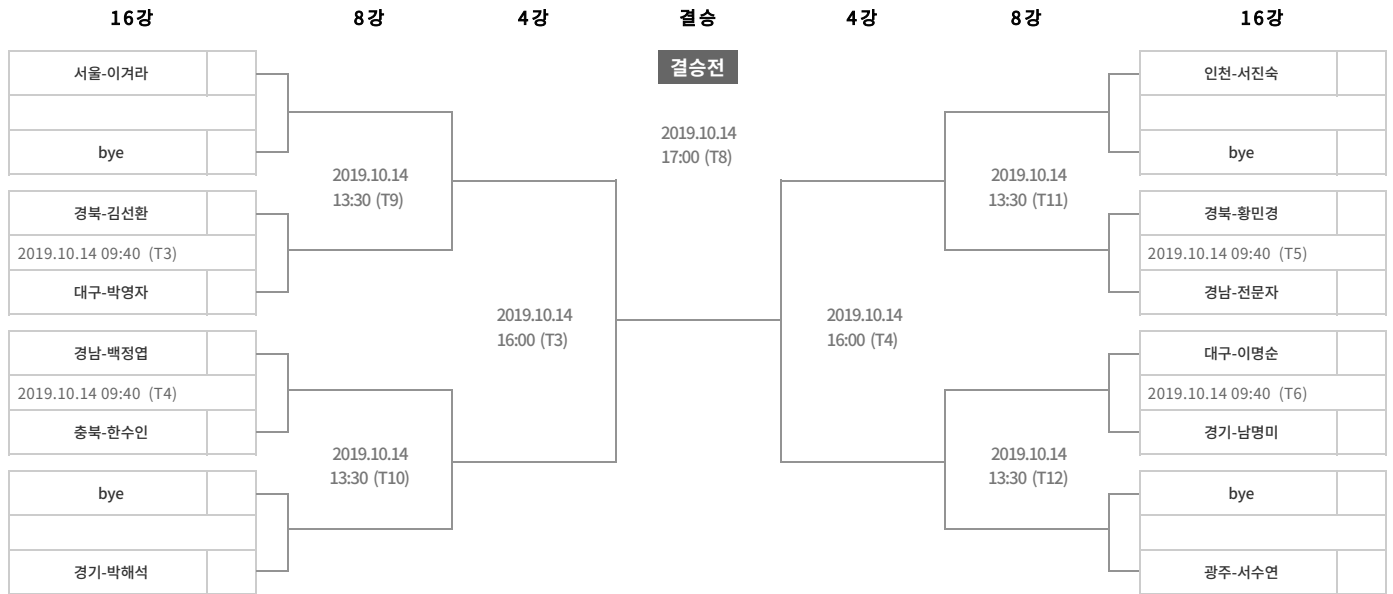 16강 8강 4강 결승 4강 8강 16강
결승전
서울-이겨라
bye
경북-김선환
2019.10.14 09:40 (T3)
대구-박영자
경남-백정엽
2019.10.14 09:40 (T4)
충북-한수인
bye
경기-박해석
2019.10.14
13:30 (T9)
2019.10.14
13:30 (T10)
2019.10.14
16:00 (T3)
2019.10.14
17:00 (T8)
2019.10.14
16:00 (T4)
2019.10.14
13:30 (T11)
2019.10.14
13:30 (T12)
인천-서진숙
bye
경북-황민경
2019.10.14 09:40 (T5)
경남-전문자
대구-이명순
2019.10.14 09:40 (T6)
경기-남명미
bye
광주-서수연